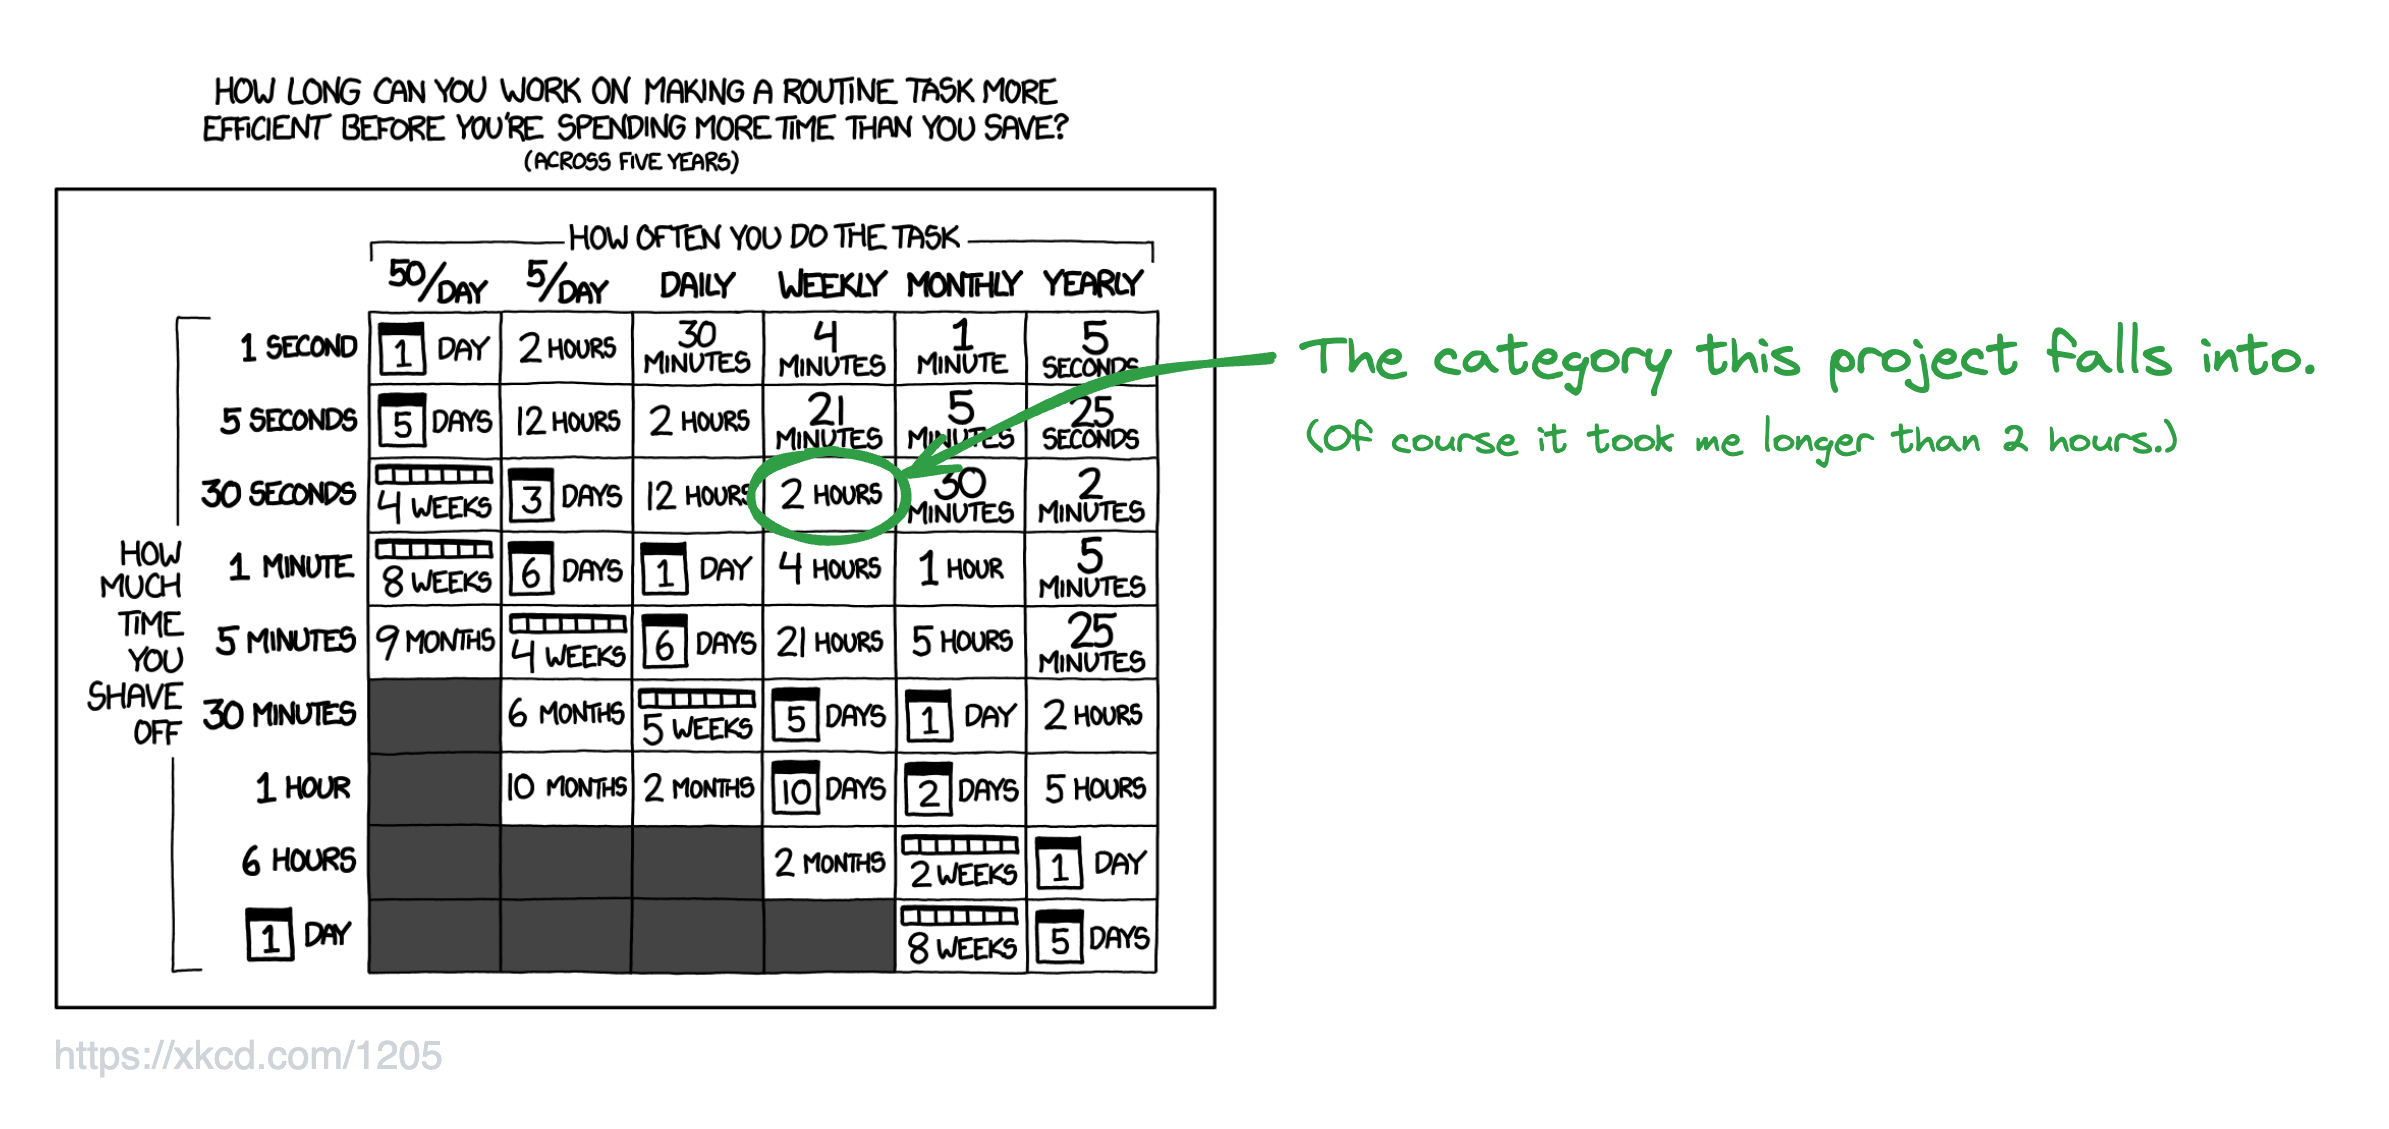 HOW LONG CAN YOU WORK ON MAKING A ROUTINE TASK MORE
EFFICIENT BEFORE YOU'RE SPENDING MORE TIME THAN YOU SAVE?
(ACROSS FIVE YEARS)
HOW OFTEN YOU DO THE TASK
50/DAY 5/DAY DAILY WEEKLY MONTHLY YEARLY
HOW
MUCH
TIME
YOU
SHAVE
OFF
1 SECOND 1 DAY 2 HOURS 30 MINUTES 4 MINUTES 1 MINUTE 5 SECONDS
5 SECONDS 5 DAYS 12 HOURS 2 HOURS 21 MINUTES 5 MINUTES 25 SECONDS
30 SECONDS 4 WEEKS 3 DAYS 12 HOURS 2 HOURS 30 MINUTES 2 MINUTES
1 MINUTE 8 WEEKS 6 DAYS 1 DAY 4 HOURS 1 HOUR 5 MINUTES
5 MINUTES 9 MONTHS 4 WEEKS 6 DAYS 21 HOURS 5 HOURS 25 MINUTES
30 MINUTES 6 MONTHS 5 WEEKS 5 DAYS 1 DAY 2 HOURS
1 HOUR 10 MONTHS 2 MONTHS 10 DAYS 2 DAYS 5 HOURS
6 HOURS 2 MONTHS 2 WEEKS 1 DAY
1 DAY 8 WEEKS 5 DAYS
The category this project falls into.
(Of course it took me longer than 2 hours.)
https://xkcd.com/1205